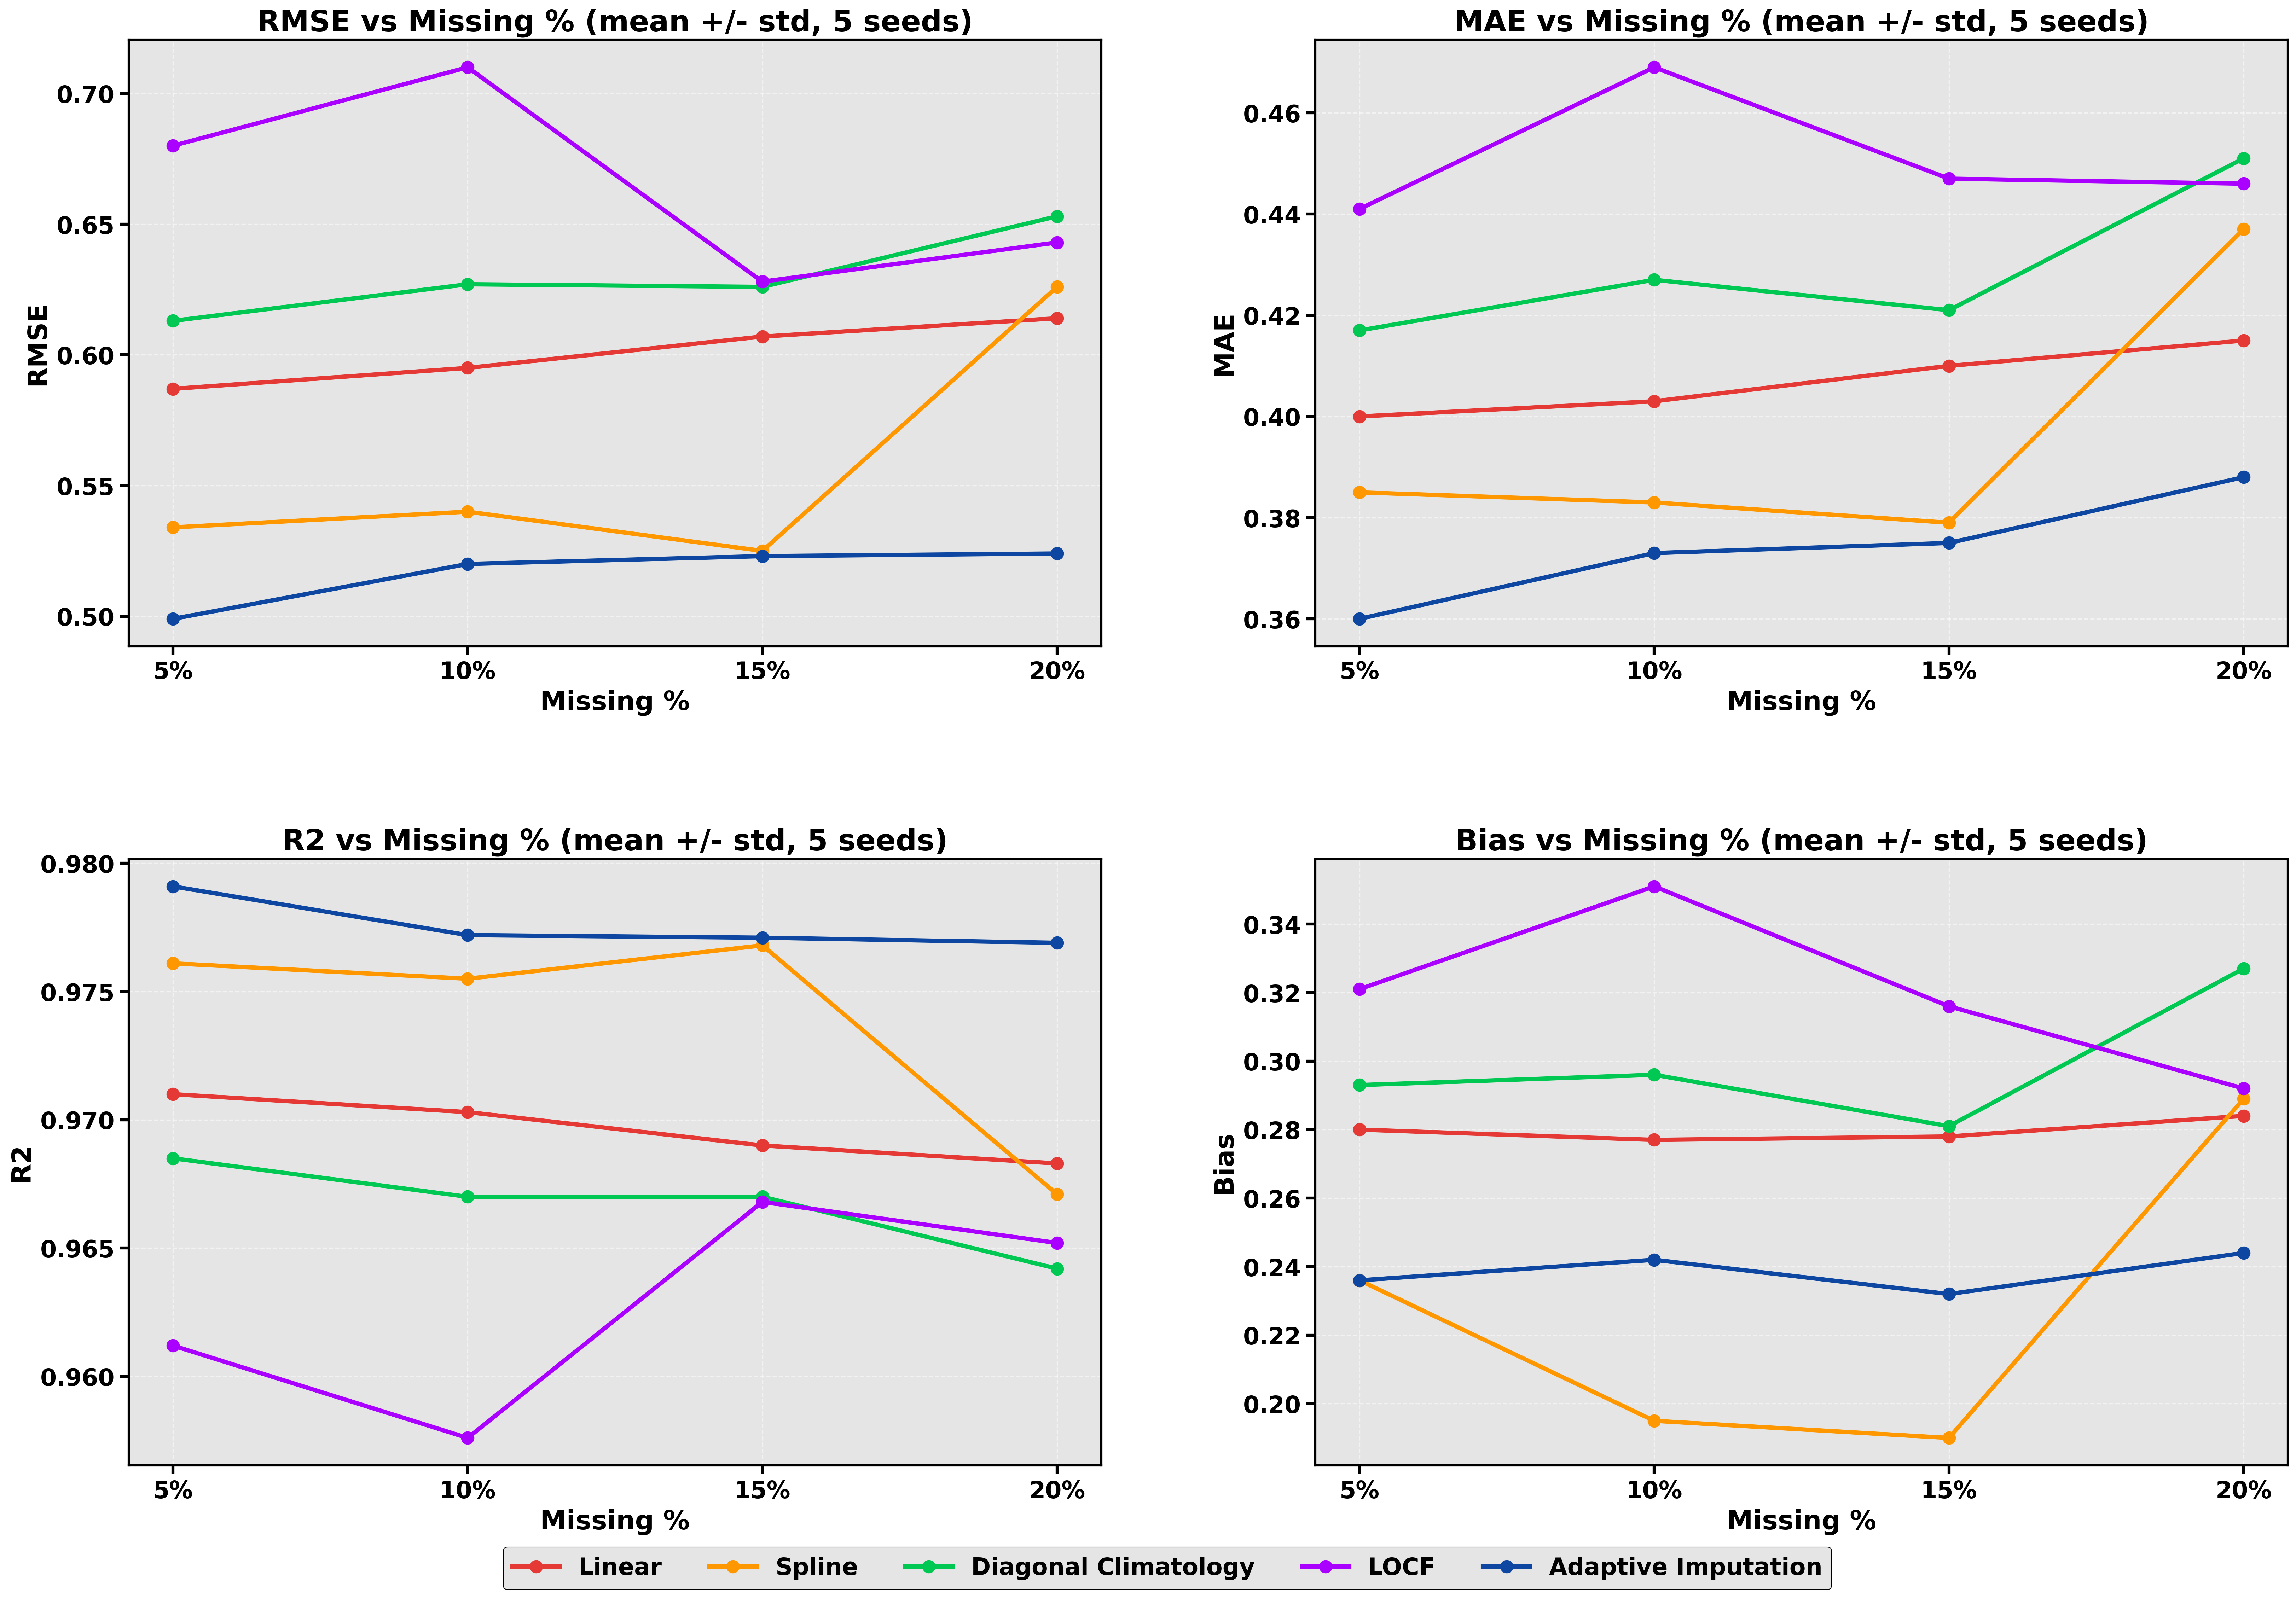 RMSE vs Missing % (mean +/- std, 5 seeds)
RMSE
0.70
0.65
0.60
0.55
0.50
5% 10% 15% 20%
Missing %
MAE vs Missing % (mean +/- std, 5 seeds)
MAE
0.46
0.44
0.42
0.40
0.38
0.36
5% 10% 15% 20%
Missing %
R2 vs Missing % (mean +/- std, 5 seeds)
R2
0.980
0.975
0.970
0.965
0.960
5% 10% 15% 20%
Missing %
Bias vs Missing % (mean +/- std, 5 seeds)
Bias
0.34
0.32
0.30
0.28
0.26
0.24
0.22
0.20
5% 10% 15% 20%
Missing %
Linear Spline Diagonal Climatology LOCF Adaptive Imputation